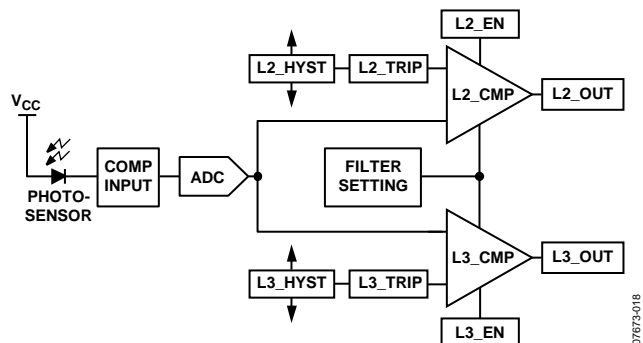 L2_EN
L2_HYST
L2_TRIP
L2_CMP
L2_OUT
VCC
PHOTO-
SENSOR
COMP
INPUT
ADC
FILTER
SETTING
L3_CMP
L3_OUT
L3_HYST
L3_TRIP
L3_EN
07673-018